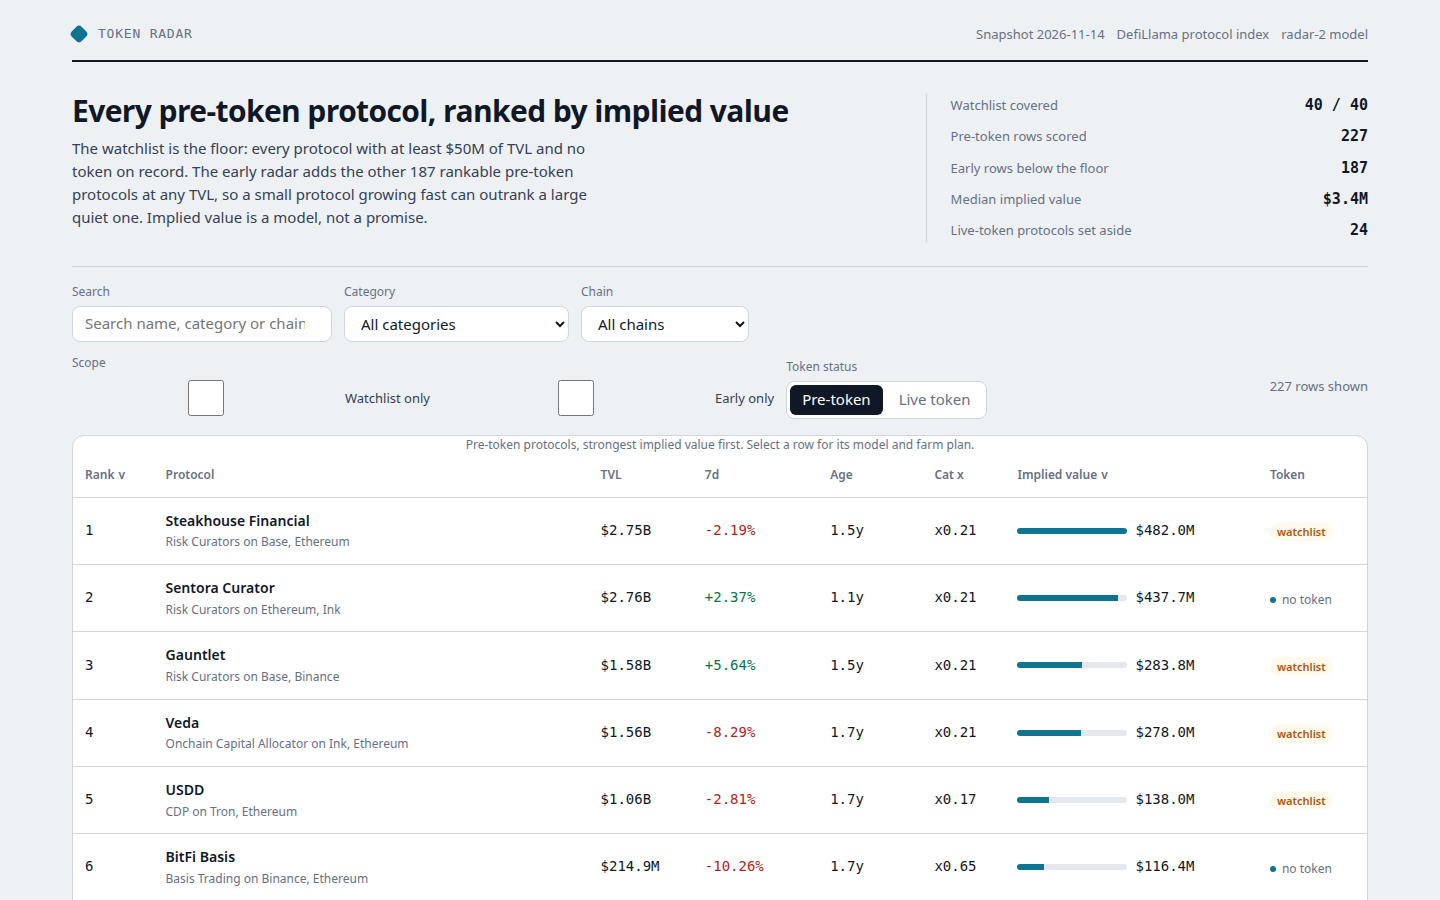 TOKEN RADAR
Snapshot 2026-11-14 DefiLlama protocol index radar-2 model
Every pre-token protocol, ranked by implied value
The watchlist is the floor: every protocol with at least $50M of TVL and no
token on record. The early radar adds the other 187 rankable pre-token
protocols at any TVL, so a small protocol growing fast can outrank a large
quiet one. Implied value is a model, not a promise.
Watchlist covered 40 / 40
Pre-token rows scored 227
Early rows below the floor 187
Median implied value $3.4M
Live-token protocols set aside 24
Search Category Chain
Search name, category or chain All categories All chains
Scope Token status
Watchlist only Early only Pre-token Live token 227 rows shown
Pre-token protocols, strongest implied value first. Select a row for its model and farm plan.
Rank v Protocol TVL 7d Age Cat x Implied value v Token
1 Steakhouse Financial $2.75B -2.19% 1.5y x0.21 $482.0M watchlist
Risk Curators on Base, Ethereum
2 Sentora Curator $2.76B +2.37% 1.1y x0.21 $437.7M no token
Risk Curators on Ethereum, Ink
3 Gauntlet $1.58B +5.64% 1.5y x0.21 $283.8M watchlist
Risk Curators on Base, Binance
4 Veda $1.56B -8.29% 1.7y x0.21 $278.0M watchlist
Onchain Capital Allocator on Ink, Ethereum
5 USDD $1.06B -2.81% 1.7y x0.17 $138.0M watchlist
CDP on Tron, Ethereum
6 BitFi Basis $214.9M -10.26% 1.7y x0.65 $116.4M no token
Basis Trading on Binance, Ethereum